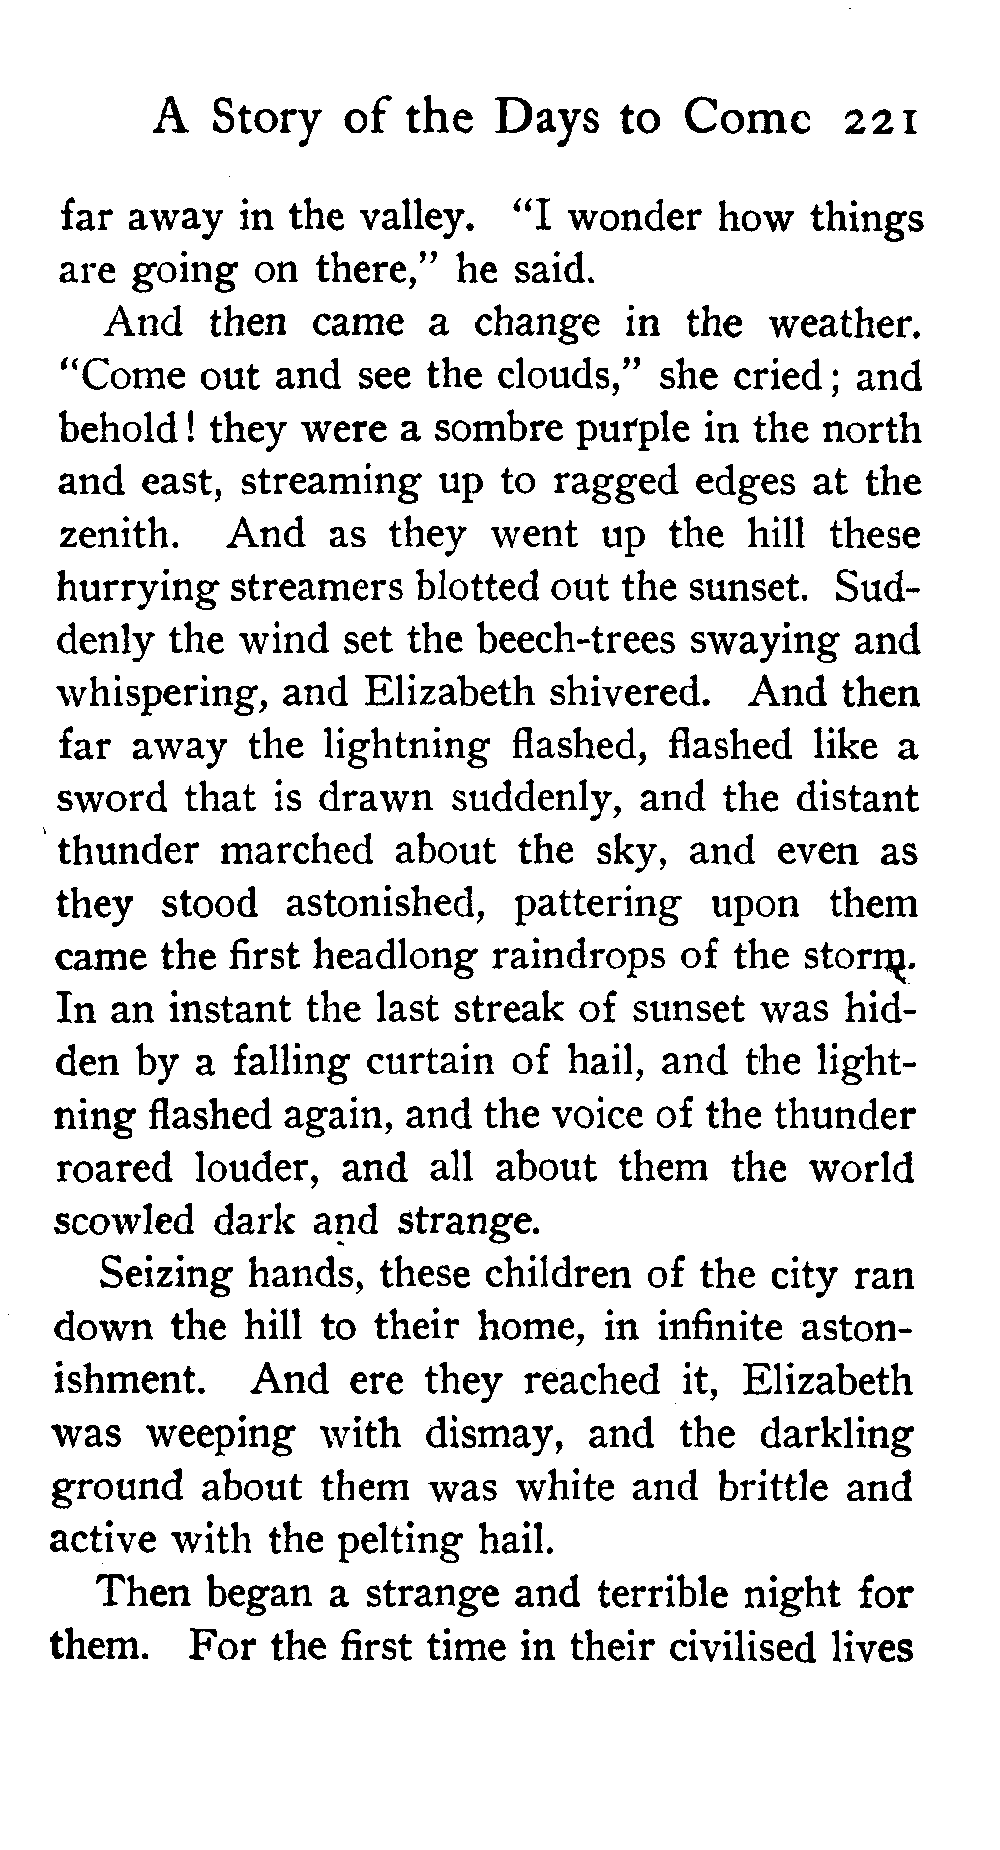 A Story of the Days to Come 221
far away in the valley. “I wonder how things
are going on there,” he said.
And then came a change in the weather.
“Come out and see the clouds,” she cried; and
behold! they were a sombre purple in the north
and east, streaming up to ragged edges at the
zenith. And as they went up the hill these
hurrying streamers blotted out the sunset. Sud-
denly the wind set the beech-trees swaying and
whispering, and Elizabeth shivered. And then
far away the lightning flashed, flashed like a
sword that is drawn suddenly, and the distant
thunder marched about the sky, and even as
they stood astonished, pattering upon them
came the first headlong raindrops of the storm.
In an instant the last streak of sunset was hid-
den by a falling curtain of hail, and the light-
ning flashed again, and the voice of the thunder
roared louder, and all about them the world
scowled dark and strange.
Seizing hands, these children of the city ran
down the hill to their home, in infinite aston-
ishment. And ere they reached it, Elizabeth
was weeping with dismay, and the darkling
ground about them was white and brittle and
active with the pelting hail.
Then began a strange and terrible night for
them. For the first time in their civilised lives